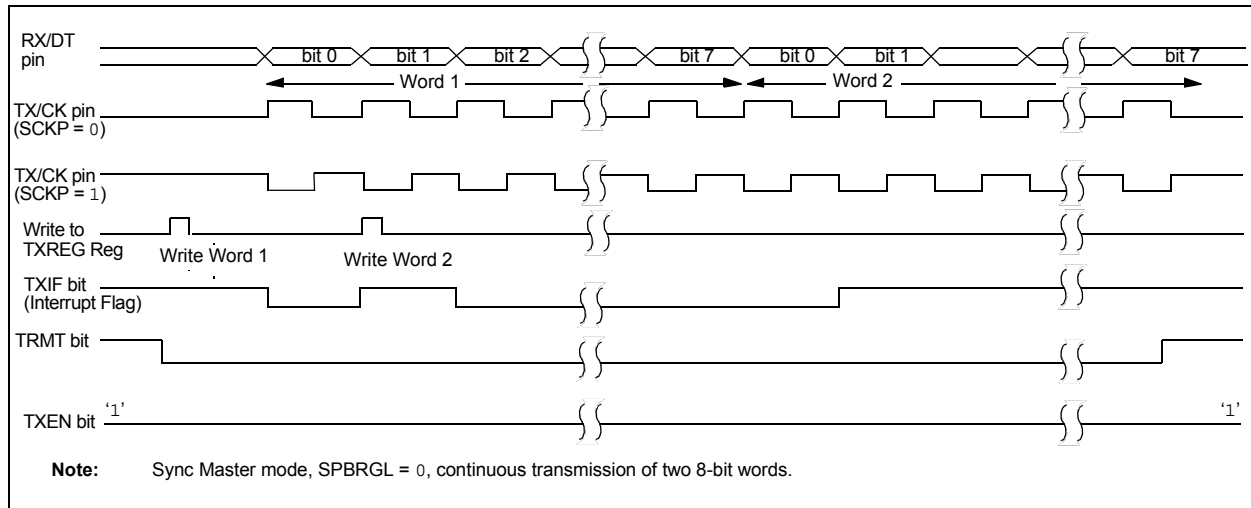 RX/DT
pin
bit 0 bit 1 bit 2 bit 7 bit 0 bit 1 bit 7
Word 1 Word 2
TX/CK pin
(SCKP = 0)
TX/CK pin
(SCKP = 1)
Write to
TXREG Reg
Write Word 1 Write Word 2
TXIF bit
(Interrupt Flag)
TRMT bit
TXEN bit ‘1’ ‘1’
Note: Sync Master mode, SPBRGL = 0, continuous transmission of two 8-bit words.